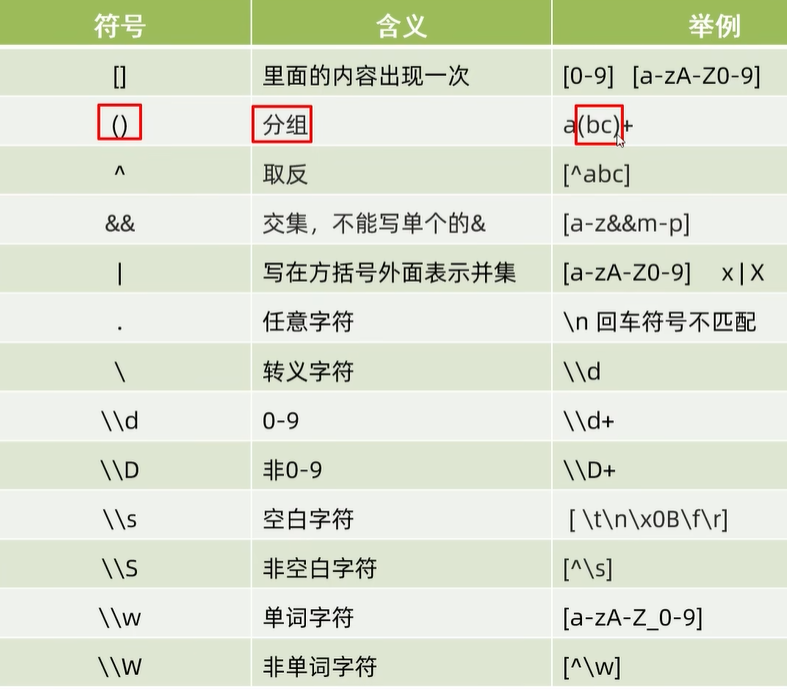 符号 含义 举例
[] 里面的内容出现一次 [0-9] [a-zA-Z0-9]
() 分组 a(bc)+
^ 取反 [^abc]
&& 交集，不能写单个的& [a-z&&m-p]
| 写在方括号外面表示并集 [a-zA-Z0-9] x|X
. 任意字符 \n 回车符号不匹配
\ 转义字符 \\d
\\d 0-9 \\d+
\\D 非0-9 \\D+
\\s 空白字符 [ \t\n\x0B\f\r]
\\S 非空白字符 [^\s]
\\w 单词字符 [a-zA-Z_0-9]
\\W 非单词字符 [^\w]